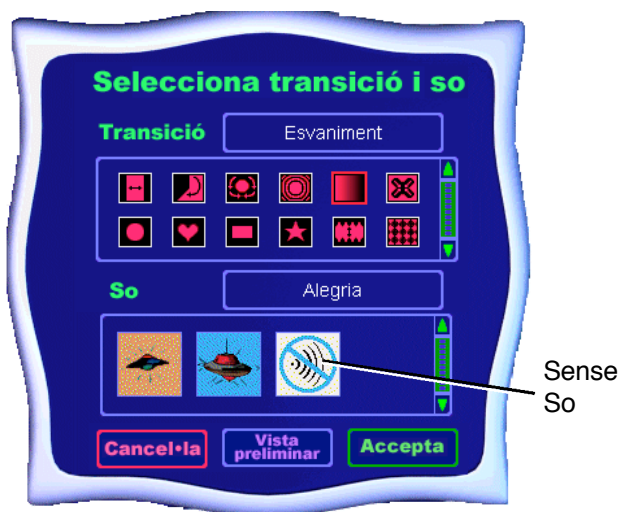 Selecciona transició i so
Transició
Esvaniment
So
Alegria
Sense
So
Cancel•la
Vista
preliminar
Accepta